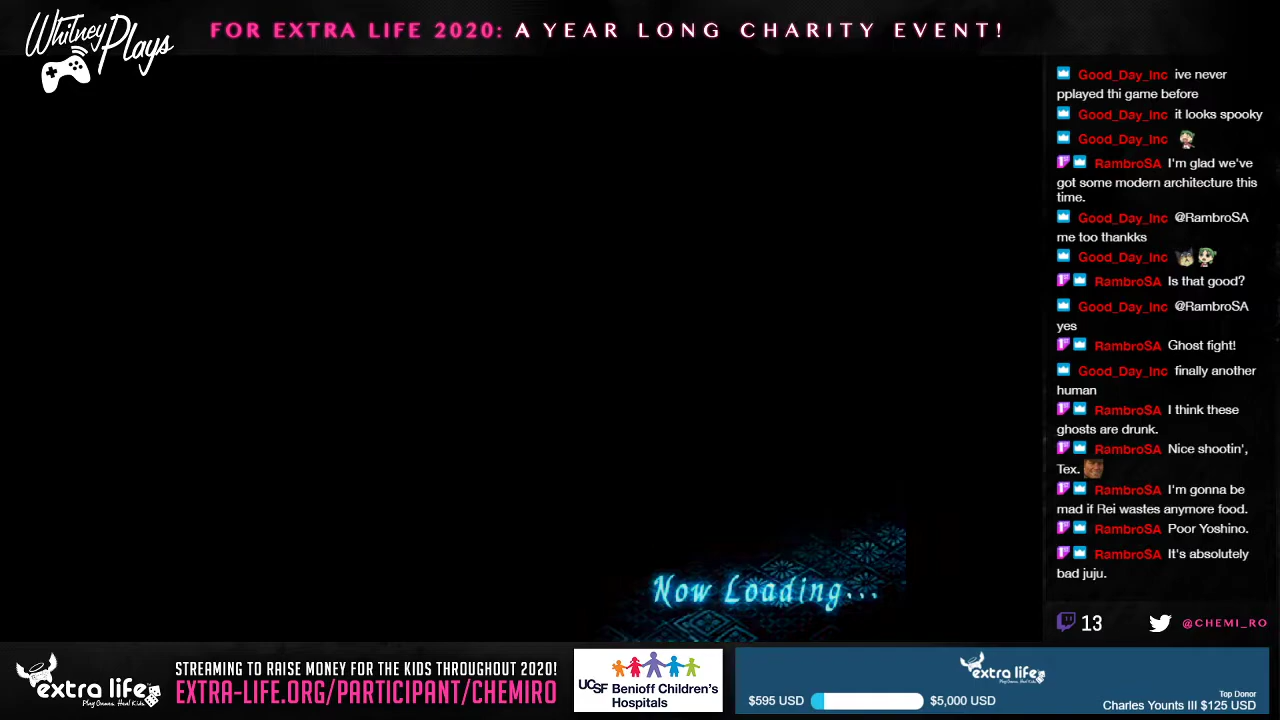 Whitney Plays
FOR EXTRA LIFE 2020: A YEAR LONG CHARITY EVENT!
Good_Day_Inc ive never
pplayed thi game before
Good_Day_Inc it looks spooky
Good_Day_Inc
RambroSA I'm glad we've
got some modern architecture this
time.
Good_Day_Inc @RambroSA
me too thankks
Good_Day_Inc
RambroSA Is that good?
Good_Day_Inc @RambroSA
yes
RambroSA Ghost fight!
Good_Day_Inc finally another
human
RambroSA I think these
ghosts are drunk.
RambroSA Nice shootin',
Tex.
RambroSA I'm gonna be
mad if Rei wastes anymore food.
RambroSA Poor Yoshino.
RambroSA It's absolutely
bad juju.
Now Loading...
13
@CHEMI_RO
extra life
Play Games. Heal Kids.
STREAMING TO RAISE MONEY FOR THE KIDS THROUGHOUT 2020!
EXTRA-LIFE.ORG/PARTICIPANT/CHEMIRO
UCSF Benioff Children's
Hospitals
extra life
$595 USD
$5,000 USD
Top Donor
Charles Younts III $125 USD